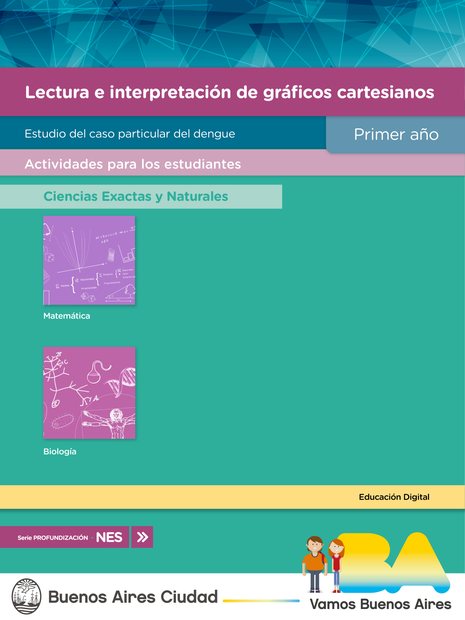 Lectura e interpretación de gráficos cartesianos
Estudio del caso particular del dengue
Primer año
Actividades para los estudiantes
Ciencias Exactas y Naturales
Matemática
Biología
Educación Digital
Serie PROFUNDIZACIÓN · NES
BA
Buenos Aires Ciudad
Vamos Buenos Aires